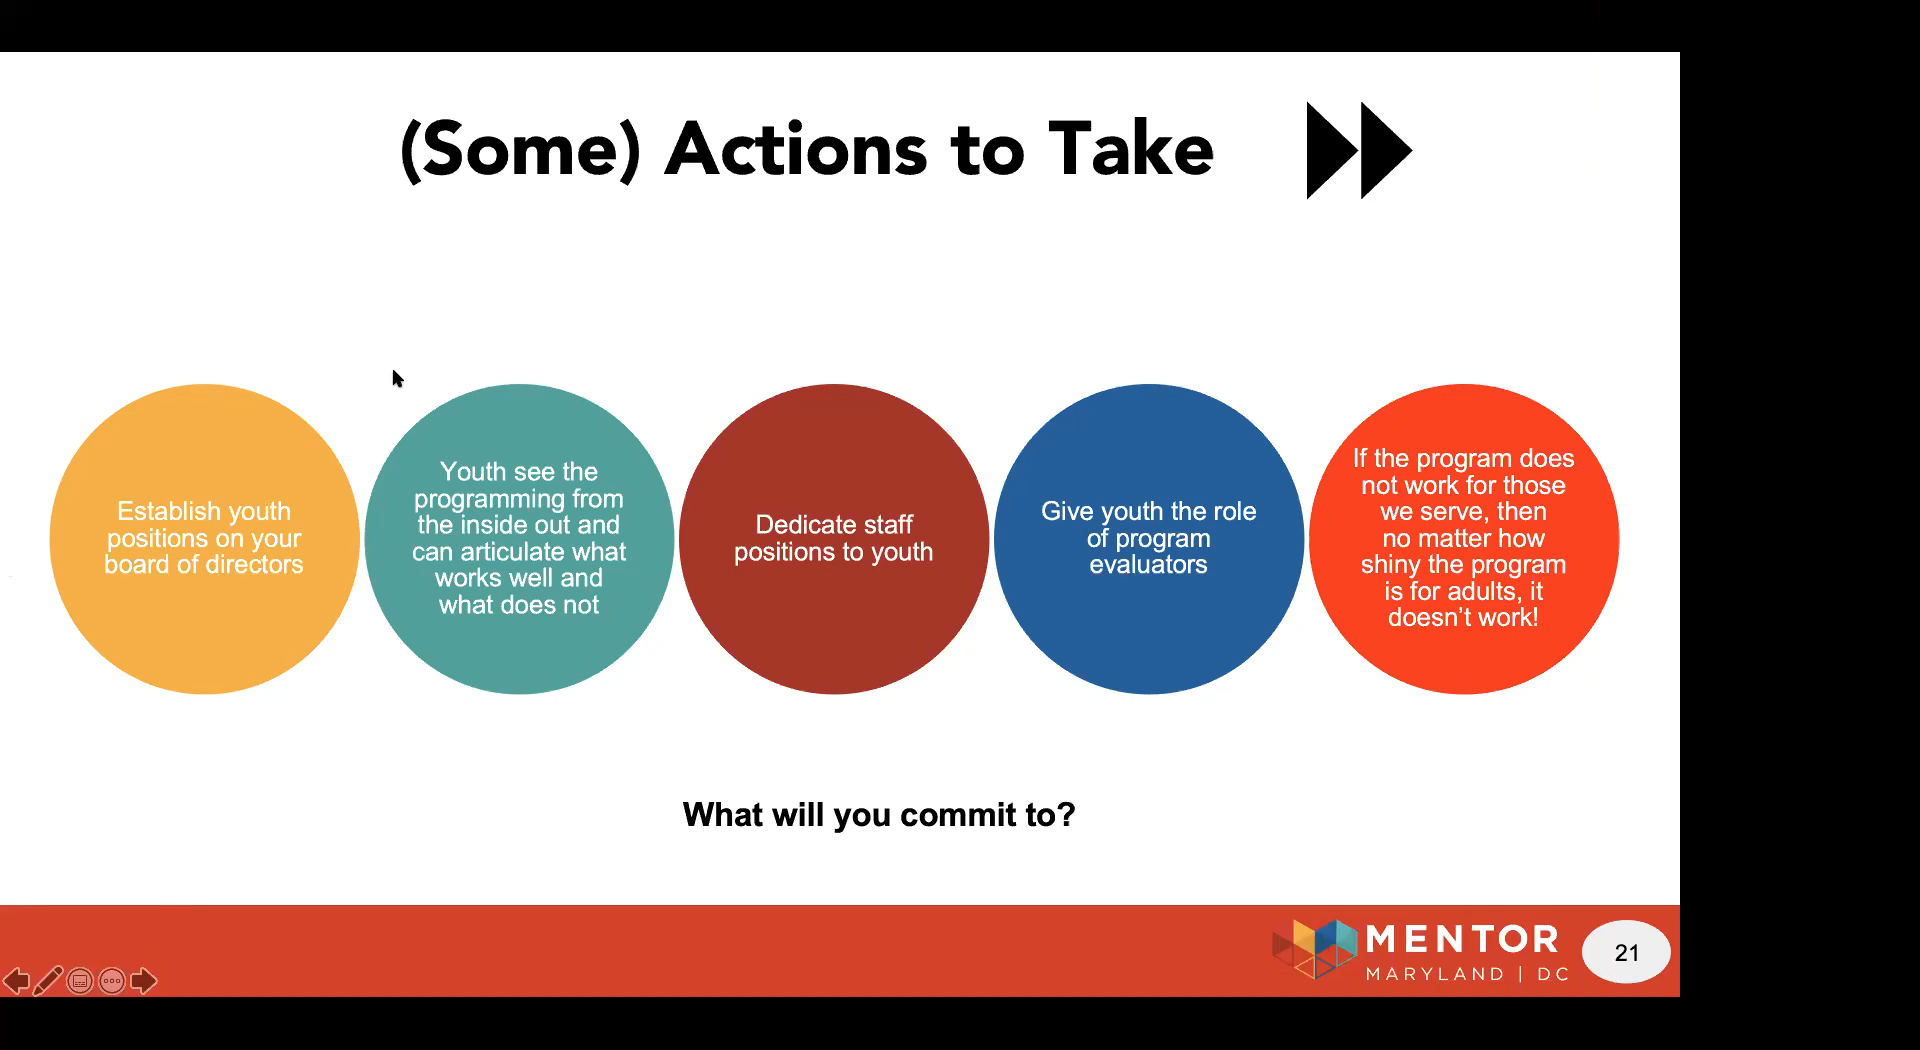 (Some) Actions to Take
Establish youth
positions on your
board of directors
Youth see the
programming from
the inside out and
can articulate what
works well and
what does not
Dedicate staff
positions to youth
Give youth the role
of program
evaluators
If the program does
not work for those
we serve, then
no matter how
shiny the program
is for adults, it
doesn’t work!
What will you commit to?
MENTOR
MARYLAND | DC
21